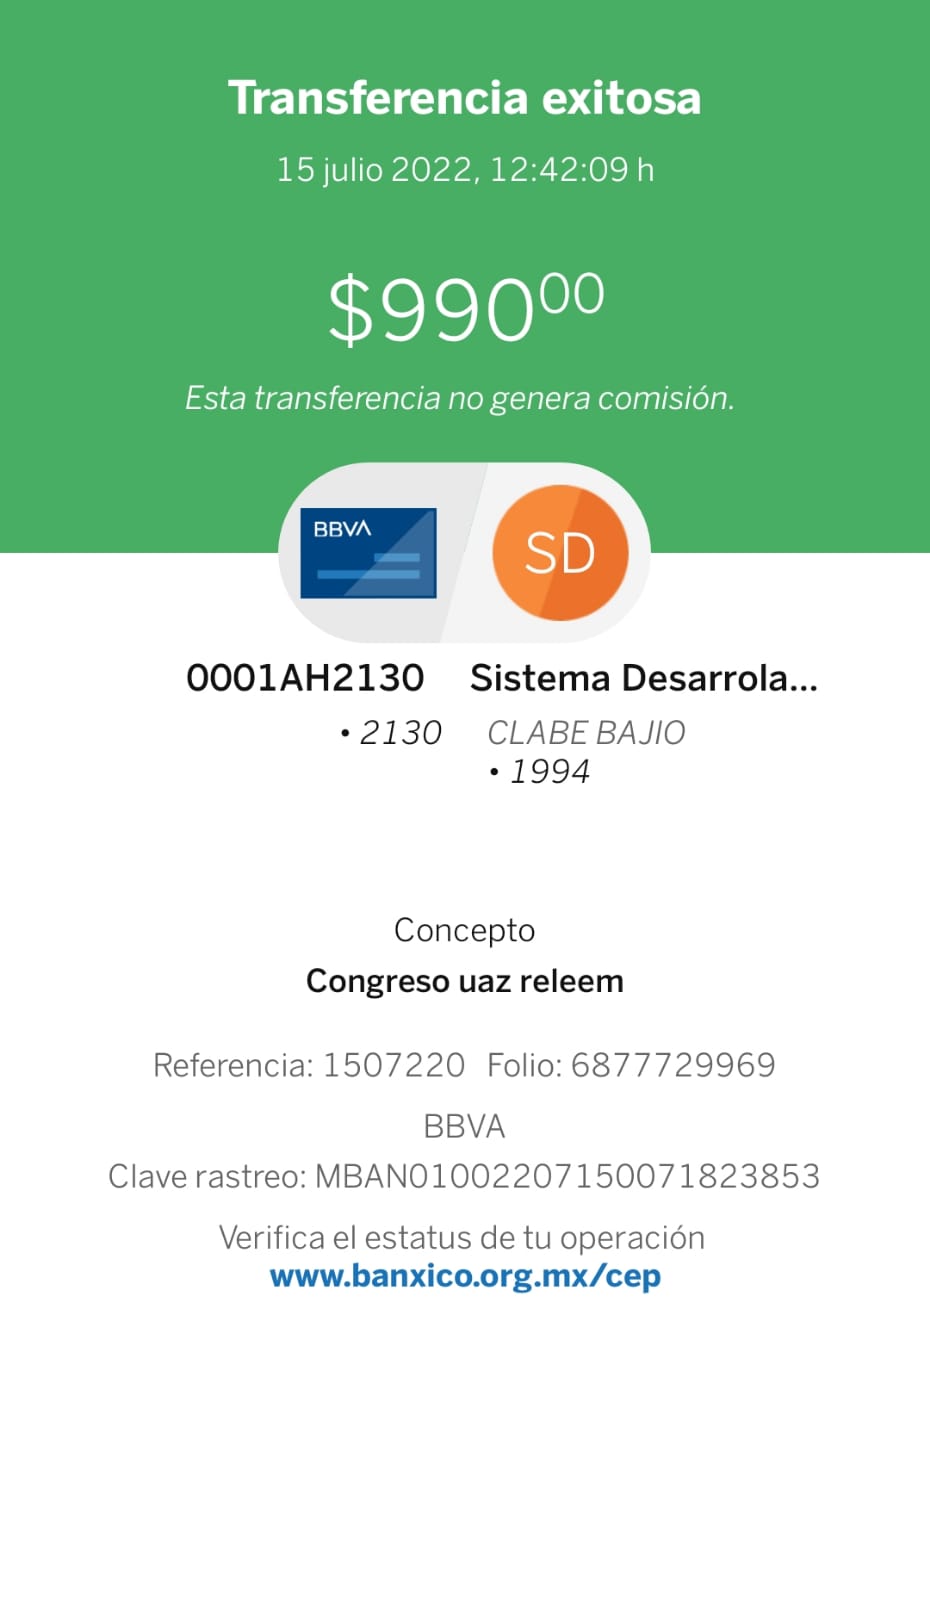 Transferencia exitosa
15 julio 2022, 12:42:09 h
$990⁰⁰
Esta transferencia no genera comisión.
BBVA
SD
0001AH2130 Sistema Desarrola...
• 2130 CLABE BAJIO
• 1994
Concepto
Congreso uaz releem
Referencia: 1507220 Folio: 6877729969
BBVA
Clave rastreo: MBAN01002207150071823853
Verifica el estatus de tu operación
www.banxico.org.mx/cep